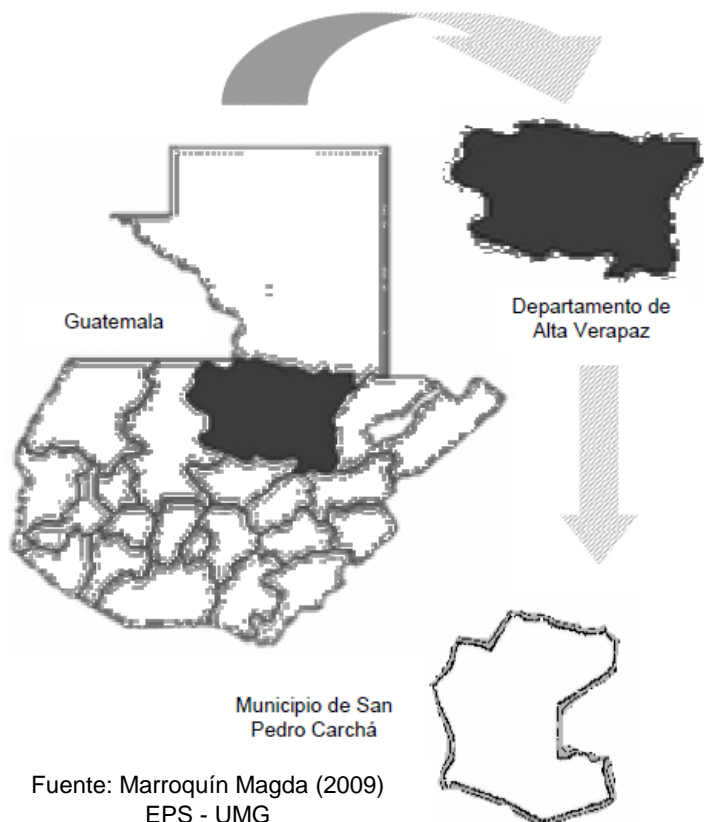 Guatemala
Departamento de
Alta Verapaz
Municipio de San
Pedro Carchá
Fuente: Marroquín Magda (2009)
EPS - UMG